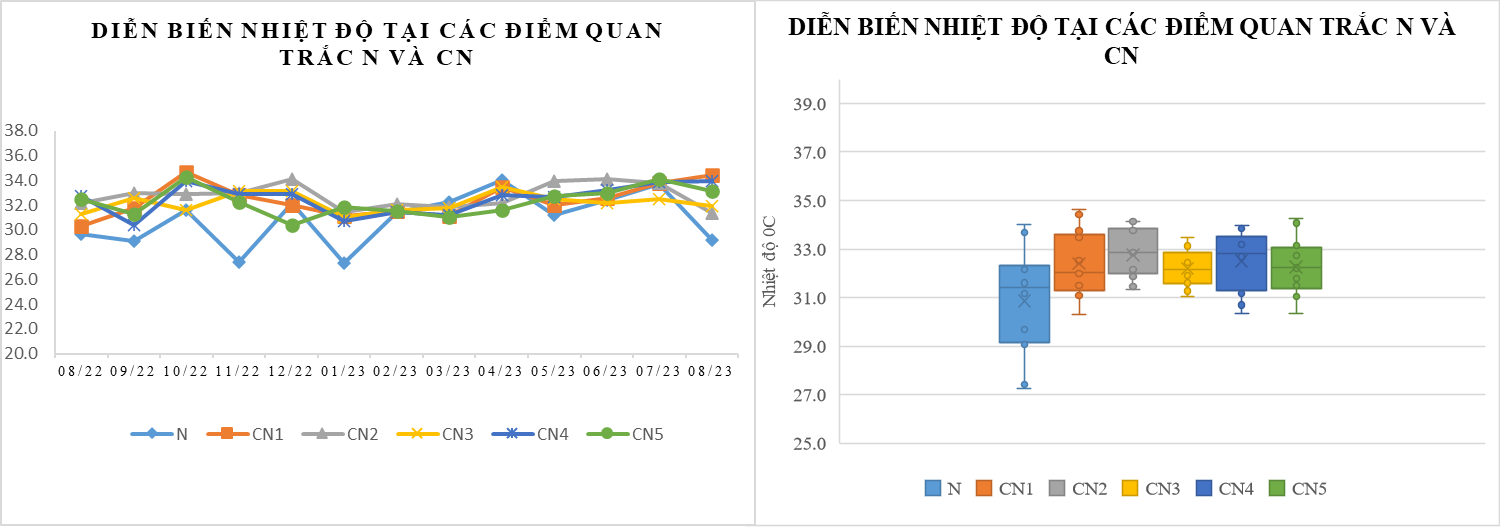 DIỄN BIẾN NHIỆT ĐỘ TẠI CÁC ĐIỂM QUAN
TRẮC N VÀ CN
38.0
36.0
34.0
32.0
30.0
28.0
26.0
24.0
22.0
20.0
08/22 09/22 10/22 11/22 12/22 01/23 02/23 03/23 04/23 05/23 06/23 07/23 08/23
N CN1 CN2 CN3 CN4 CN5
DIỄN BIẾN NHIỆT ĐỘ TẠI CÁC ĐIỂM QUAN TRẮC N VÀ
CN
39.0
37.0
35.0
33.0
31.0
29.0
27.0
25.0
Nhiệt độ 0C
N CN1 CN2 CN3 CN4 CN5